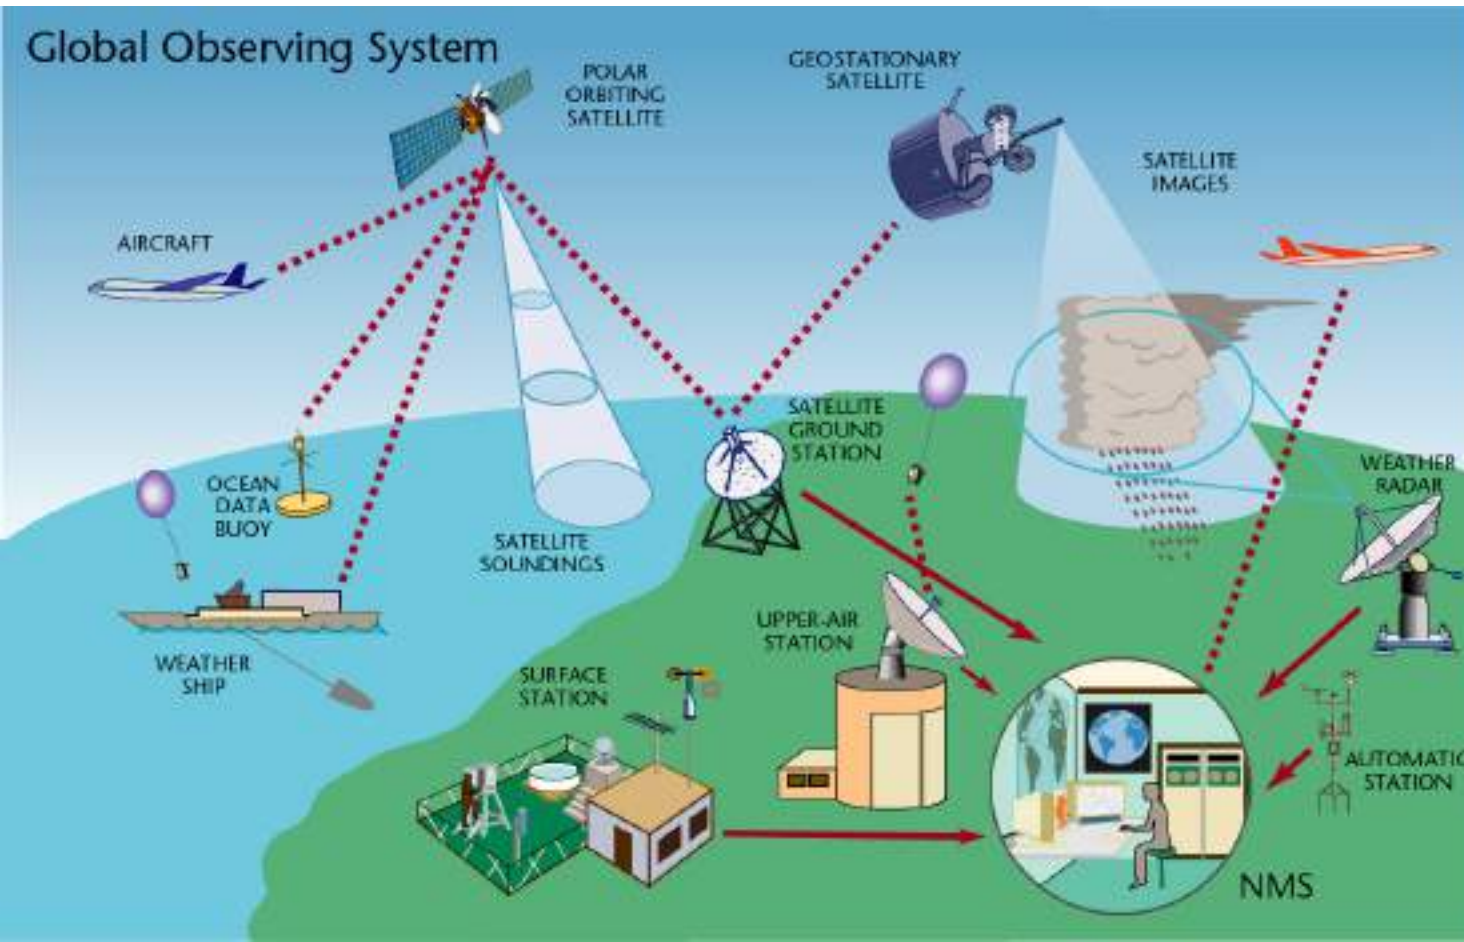 Global Observing System
POLAR
ORBITING
SATELLITE
GEOSTATIONARY
SATELLITE
SATELLITE
IMAGES
AIRCRAFT
SATELLITE
GROUND
STATION
WEATHER
RADAR
OCEAN
DATA
BUOY
SATELLITE
SOUNDINGS
UPPER-AIR
STATION
WEATHER
SHIP
SURFACE
STATION
AUTOMATIC
STATION
NMS